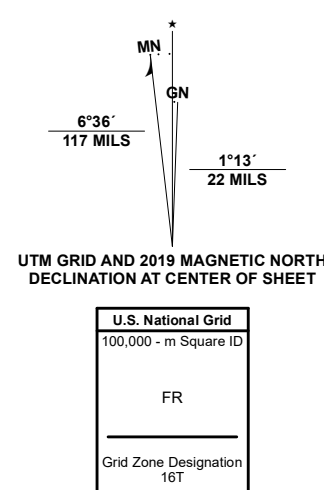 ★
MN
GN
6°36´
117 MILS
1°13´
22 MILS
UTM GRID AND 2019 MAGNETIC NORTH
DECLINATION AT CENTER OF SHEET
U.S. National Grid
100,000 - m Square ID
FR
Grid Zone Designation
16T